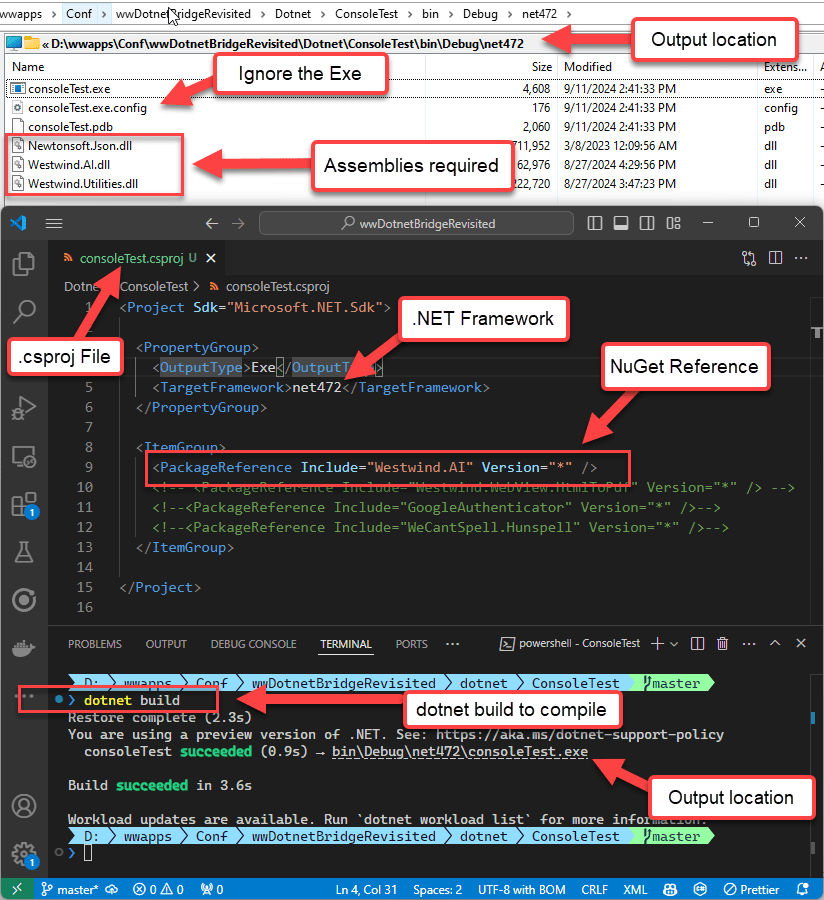 wwapps > Conf > wwDotnetBridgeRevisited > Dotnet > ConsoleTest > bin > Debug > net472 >
« D:\wwapps\Conf\wwDotnetBridgeRevisited\Dotnet\ConsoleTest\bin\Debug\net472
Output location
Name Size Modified Extens...
Ignore the Exe
consoleTest.exe 4,608 9/11/2024 2:41:33 PM exe
consoleTest.exe.config 176 9/11/2024 2:41:33 PM config
consoleTest.pdb 2,060 9/11/2024 2:41:33 PM pdb
Newtonsoft.Json.dll 711,952 3/8/2023 12:09:56 AM dll
Westwind.AI.dll 62,976 8/27/2024 4:29:56 PM dll
Westwind.Utilities.dll 222,720 8/27/2024 3:47:23 PM dll
Assemblies required
wwDotnetBridgeRevisited
consoleTest.csproj U
Dotne ConsoleTest > consoleTest.csproj
1 <Project Sdk="Microsoft.NET.Sdk">
.NET Framework
<PropertyGroup>
.csproj File
<OutputType>Exe</OutputT >
NuGet Reference
5 <TargetFramework>net472</TargetFramework>
6 </PropertyGroup>
7
8 <ItemGroup>
9 <PackageReference Include="Westwind.AI" Version="*" />
10 <!-- <PackageReference Include="Westwind.WebView.HtmlToPdf" Version="*" /> -->
11 <!--<PackageReference Include="GoogleAuthenticator" Version="*" />-->
12 <!--<PackageReference Include="WeCantSpell.Hunspell" Version="*" />-->
13 </ItemGroup>
14
15 </Project>
16
PROBLEMS OUTPUT DEBUG CONSOLE TERMINAL PORTS ... powershell - ConsoleTest
D: > wwapps > Conf > wwDotnetBridgeRevisited > dotnet > ConsoleTest master
❯ dotnet build
dotnet build to compile
Restore complete (2.3s)
You are using a preview version of .NET. See: https://aka.ms/dotnet-support-policy
consoleTest succeeded (0.9s) → bin\Debug\net472\consoleTest.exe
Build succeeded in 3.6s
Output location
Workload updates are available. Run `dotnet workload list` for more information.
D: > wwapps > Conf > wwDotnetBridgeRevisited > dotnet > ConsoleTest master
❯
1
1
master* 0 0 0 Ln 4, Col 31 Spaces: 2 UTF-8 with BOM CRLF XML Prettier